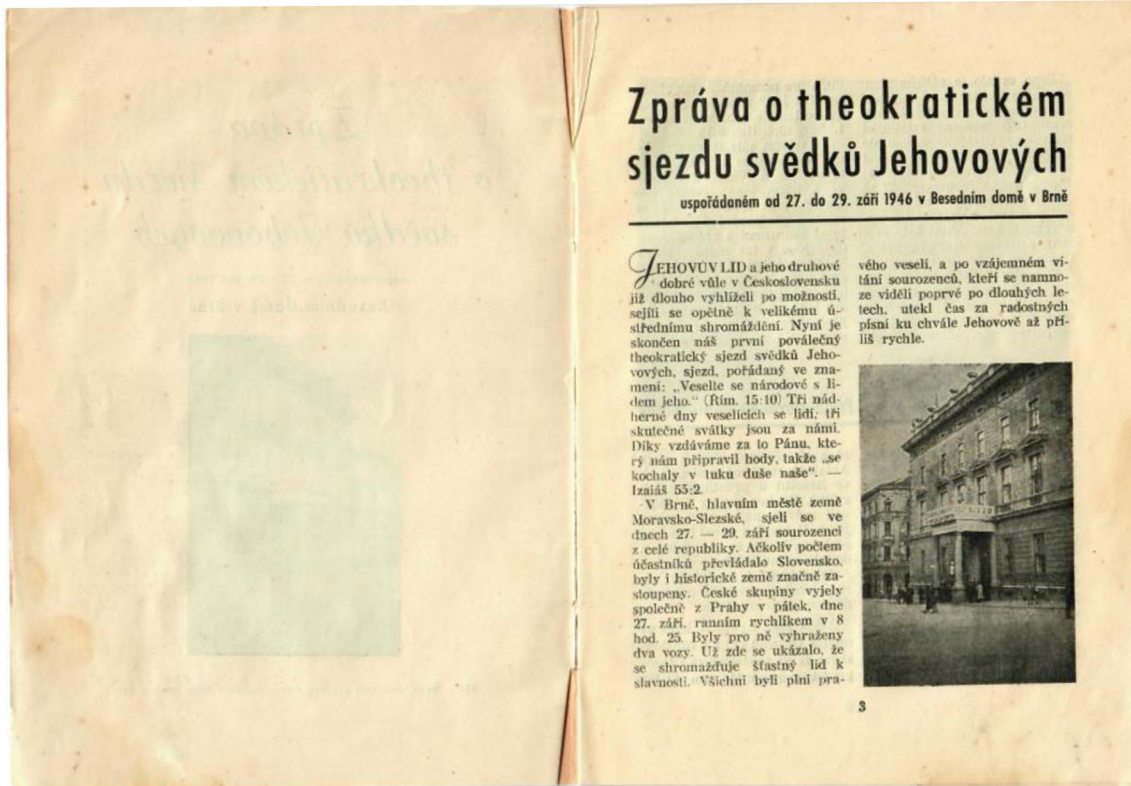 Zpráva o theokratickém
sjezdu svědků Jehovových
uspořádaném od 27. do 29. září 1946 v Besedním domě v Brně
JEHOVŮV LID a jeho druhové
dobré vůle v Československu
již dlouho vyhlíželi po možnosti,
sejíti se opětně k velikému ú-
střednímu shromáždění. Nyní je
skončen náš první poválečný
theokratický sjezd svědků Jeho-
vových, sjezd, pořádaný ve zna-
mení: „Veselte se národové s li-
dem jeho.“ (Řím. 15:10) Tři nád-
herné dny veselících se lidí, tři
skutečné svátky jsou za námi.
Díky vzdáváme za to Pánu, kte-
rý nám připravil hody, takže „se
kochaly v tuku duše naše“. —
Izaiáš 55:2.
V Brně, hlavním městě země
Moravsko-Slezské, sjeli se ve
dnech 27. — 29. září sourozenci
z celé republiky. Ačkoliv počtem
účastníků převládalo Slovensko,
byly i historické země značně za-
stoupeny. České skupiny vyjely
společně z Prahy v pátek, dne
27. září, ranním rychlíkem v 8
hod. 25. Byly pro ně vyhraženy
dva vozy. Už zde se ukázalo, že
se shromažďuje šťastný lid k
slavnosti. Všichni byli plni pra-
vého veselí, a po vzájemném ví-
tání sourozenců, kteří se namno-
ze viděli poprvé po dlouhých le-
tech, utekl čas za radostných
písní ku chvále Jehovově až pří-
liš rychle.
3